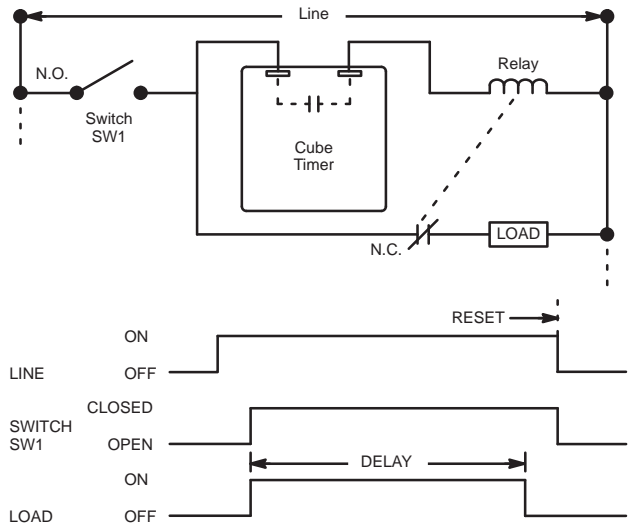 Line
N.O.
Switch
SW1
Cube
Timer
Relay
N.C.
LOAD
RESET
LINE
ON
OFF
SWITCH
SW1
CLOSED
OPEN
DELAY
LOAD
ON
OFF